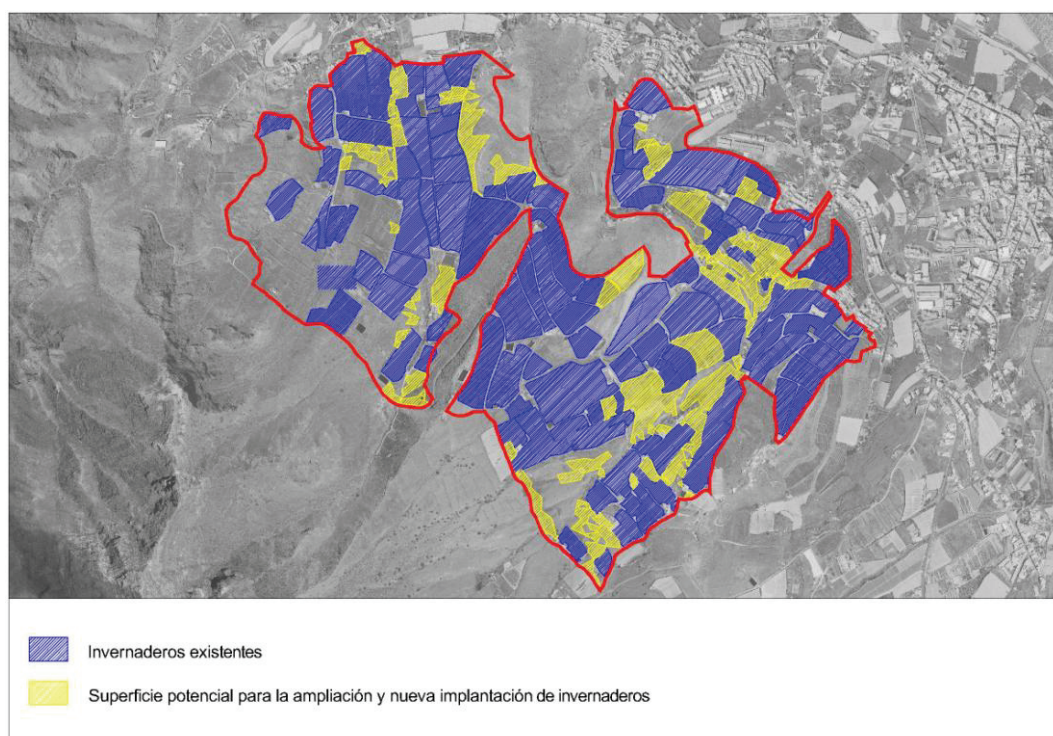 Invernaderos existentes
Superficie potencial para la ampliación y nueva implantación de invernaderos